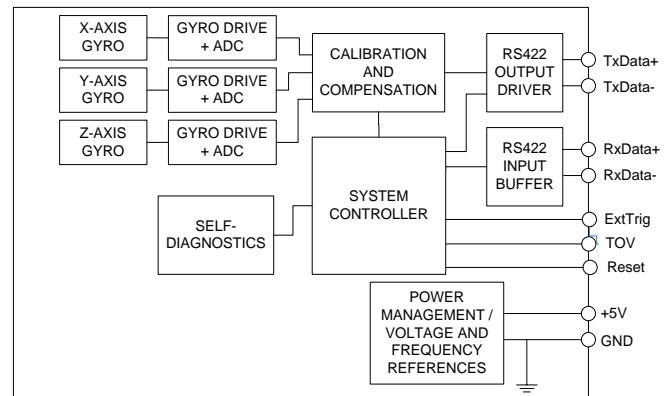 X-AXIS
GYRO
GYRO DRIVE
+ ADC
Y-AXIS
GYRO
GYRO DRIVE
+ ADC
Z-AXIS
GYRO
GYRO DRIVE
+ ADC
CALIBRATION
AND
COMPENSATION
RS422
OUTPUT
DRIVER
TxData+
TxData-
RS422
INPUT
BUFFER
RxData+
RxData-
SELF-
DIAGNOSTICS
SYSTEM
CONTROLLER
ExtTrig
TOV
Reset
POWER
MANAGEMENT /
VOLTAGE AND
FREQUENCY
REFERENCES
+5V
GND